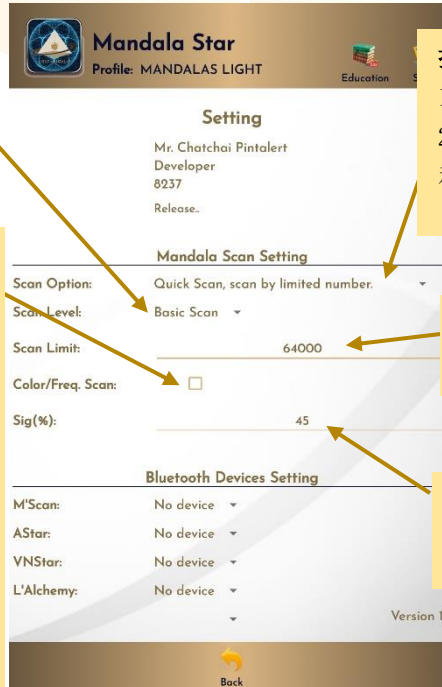 Mandala Star
Profile: MANDALAS LIGHT
Education
Setting
Mr. Chatchai Pintalert
Developer
8237
Release..
Mandala Scan Setting
Scan Option: Quick Scan, scan by limited number.
Scan Level: Basic Scan
Scan Limit: 64000
Color/Freq. Scan:
Sig(%): 45
Bluetooth Devices Setting
M'Scan: No device
AStar: No device
VNStar: No device
L'Alchemy: No device
Version 1
Back